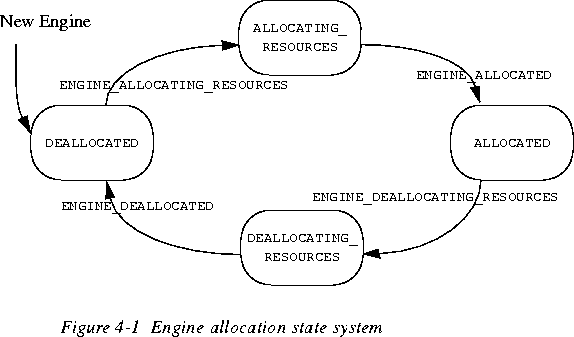 New Engine
ALLOCATING_
RESOURCES
ENGINE_ALLOCATING_RESOURCES
ENGINE_ALLOCATED
DEALLOCATED
ALLOCATED
ENGINE_DEALLOCATING_RESOURCES
ENGINE_DEALLOCATED
DEALLOCATING_
RESOURCES
Figure 4-1 Engine allocation state system